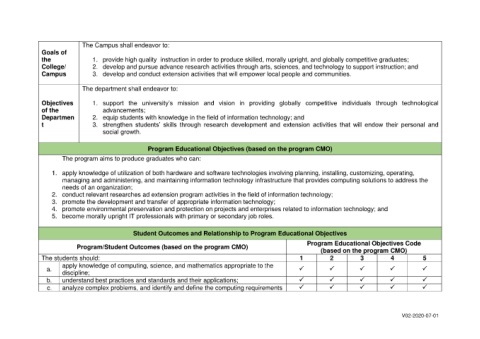 Goals of
the
College/
Campus
The Campus shall endeavor to:
1. provide high quality instruction in order to produce skilled, morally upright, and globally competitive graduates;
2. develop and pursue advance research activities through arts, sciences, and technology to support instruction; and
3. develop and conduct extension activities that will empower local people and communities.
Objectives
of the
Departmen
t
The department shall endeavor to:
1. support the university's mission and vision in providing globally competitive individuals through technological
advancements;
2. equip students with knowledge in the field of information technology; and
3. strengthen students' skills through research development and extension activities that will endow their personal and
social growth.
Program Educational Objectives (based on the program CMO)
The program aims to produce graduates who can:
1. apply knowledge of utilization of both hardware and software technologies involving planning, installing, customizing, operating,
managing and administering, and maintaining information technology infrastructure that provides computing solutions to address the
needs of an organization;
2. conduct relevant researches ad extension program activities in the field of information technology;
3. promote the development and transfer of appropriate information technology;
4. promote environmental preservation and protection on projects and enterprises related to information technology; and
5. become morally upright IT professionals with primary or secondary job roles.
Student Outcomes and Relationship to Program Educational Objectives
Program/Student Outcomes (based on the program CMO)
Program Educational Objectives Code
(based on the program CMO)
The students should: 1 2 3 4 5
a. apply knowledge of computing, science, and mathematics appropriate to the
discipline; ✓ ✓ ✓ ✓ ✓
b. understand best practices and standards and their applications; ✓ ✓ ✓ ✓ ✓
c. analyze complex problems, and identify and define the computing requirements ✓ ✓ ✓ ✓ ✓
V02-2020-07-01